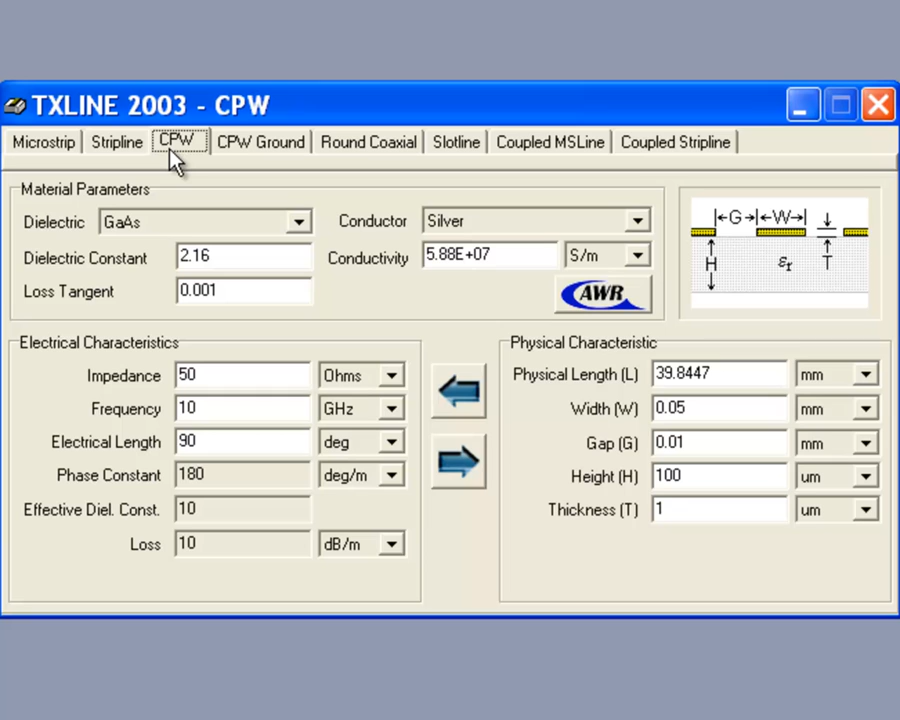 TXLINE 2003 - CPW
Microstrip Stripline CPW CPW Ground Round Coaxial Slotline Coupled MSLine Coupled Stripline
Material Parameters
Dielectric GaAs Conductor Silver
Dielectric Constant 2.16 Conductivity 5.88E+07 S/m
Loss Tangent 0.001 AWR
G W
H εr T
Electrical Characteristics
Impedance 50 Ohms
Frequency 10 GHz
Electrical Length 90 deg
Phase Constant 180 deg/m
Effective Diel. Const. 10
Loss 10 dB/m
Physical Characteristic
Physical Length (L) 39.8447 mm
Width (W) 0.05 mm
Gap (G) 0.01 mm
Height (H) 100 um
Thickness (T) 1 um